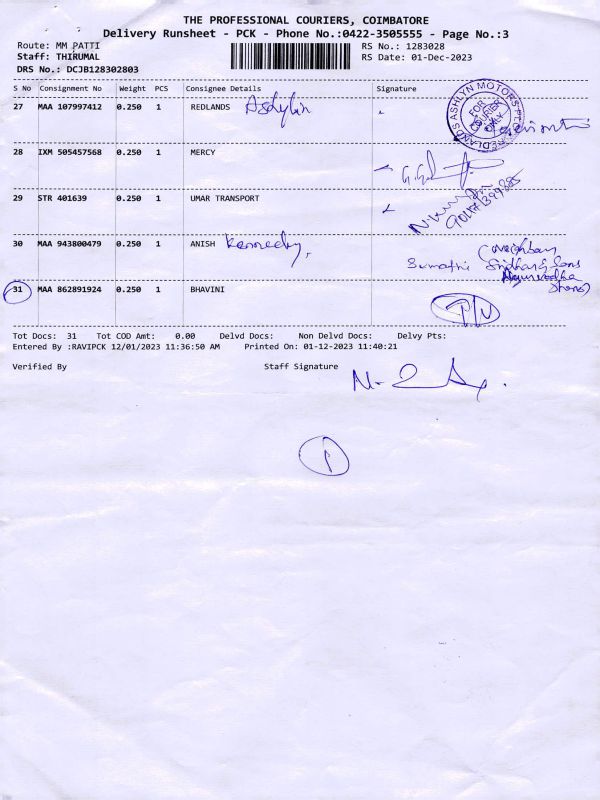 THE PROFESSIONAL COURIERS, COIMBATORE
Delivery Runsheet - PCK - Phone No.:0422-3505555 - Page No.:3
Route: MM PATTI RS No.: 1283028
Staff: THIRUMAL RS Date: 01-Dec-2023
DRS No.: DCJB128302803
S No Consignment No Weight PCS Consignee Details Signature
27 MAA 107997412 0.250 1 REDLANDS Ashylin
REDLANDS ASHLYN MOTORS PLC
FOR COURIER ONLY
28 IXM 505457568 0.250 1 MERCY
29 STR 401639 0.250 1 UMAR TRANSPORT
30 MAA 943800479 0.250 1 ANISH Kennedy,
Sumathi
31 MAA 862891924 0.250 1 BHAVINI
Tot Docs: 31 Tot COD Amt: 0.00 Delvd Docs: Non Delvd Docs: Delvy Pts:
Entered By :RAVIPCK 12/01/2023 11:36:50 AM Printed On: 01-12-2023 11:40:21
Verified By Staff Signature